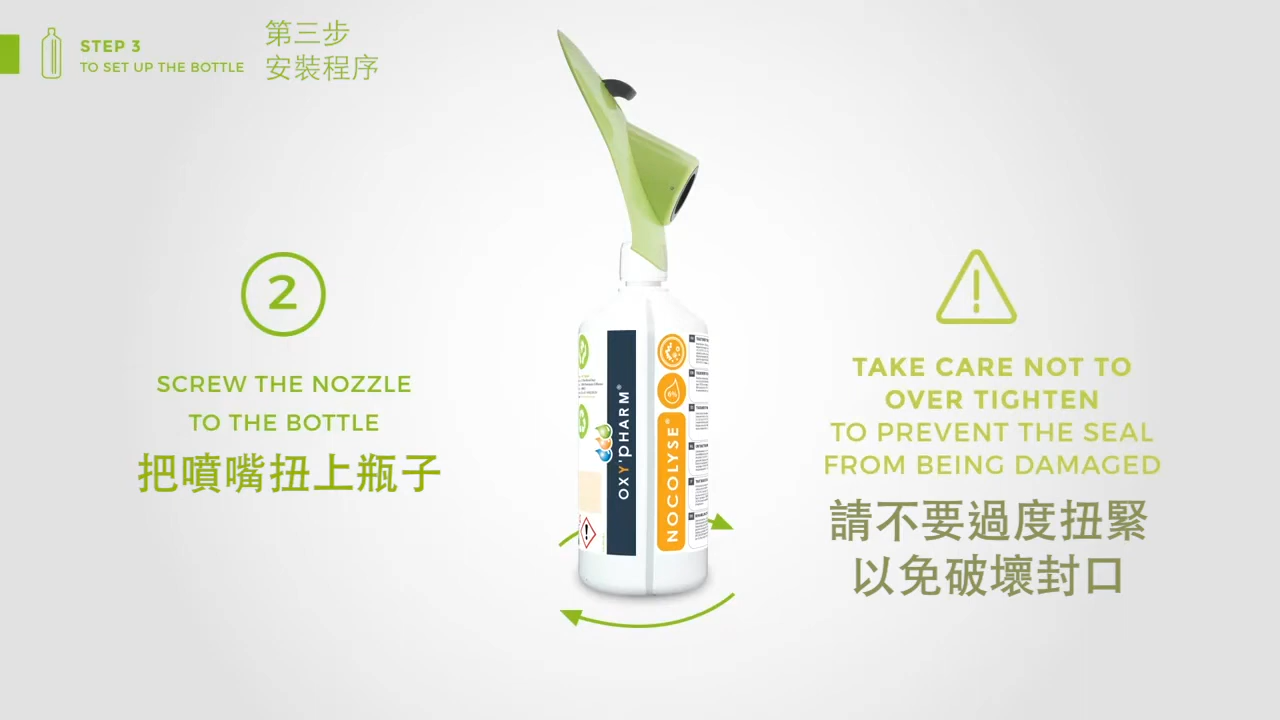 STEP 3
TO SET UP THE BOTTLE
第三步
安裝程序
2
SCREW THE NOZZLE
TO THE BOTTLE
把噴嘴扭上瓶子
OXY'PHARM®
NOCOLYSE®
6%
TAKE CARE NOT TO
OVER TIGHTEN
TO PREVENT THE SEAL
FROM BEING DAMAGED
請不要過度扭緊
以免破壞封口